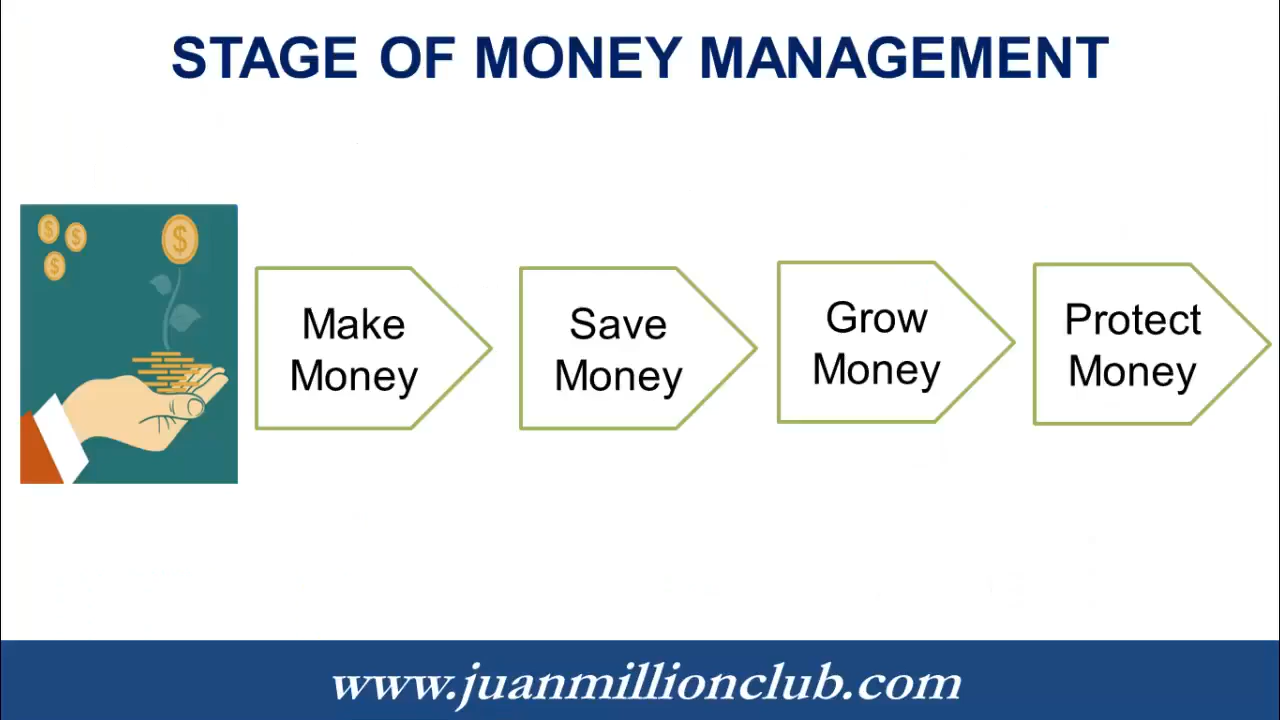 STAGE OF MONEY MANAGEMENT
$
$
$
$
Make
Money
Save
Money
Grow
Money
Protect
Money
www.juanmillionclub.com